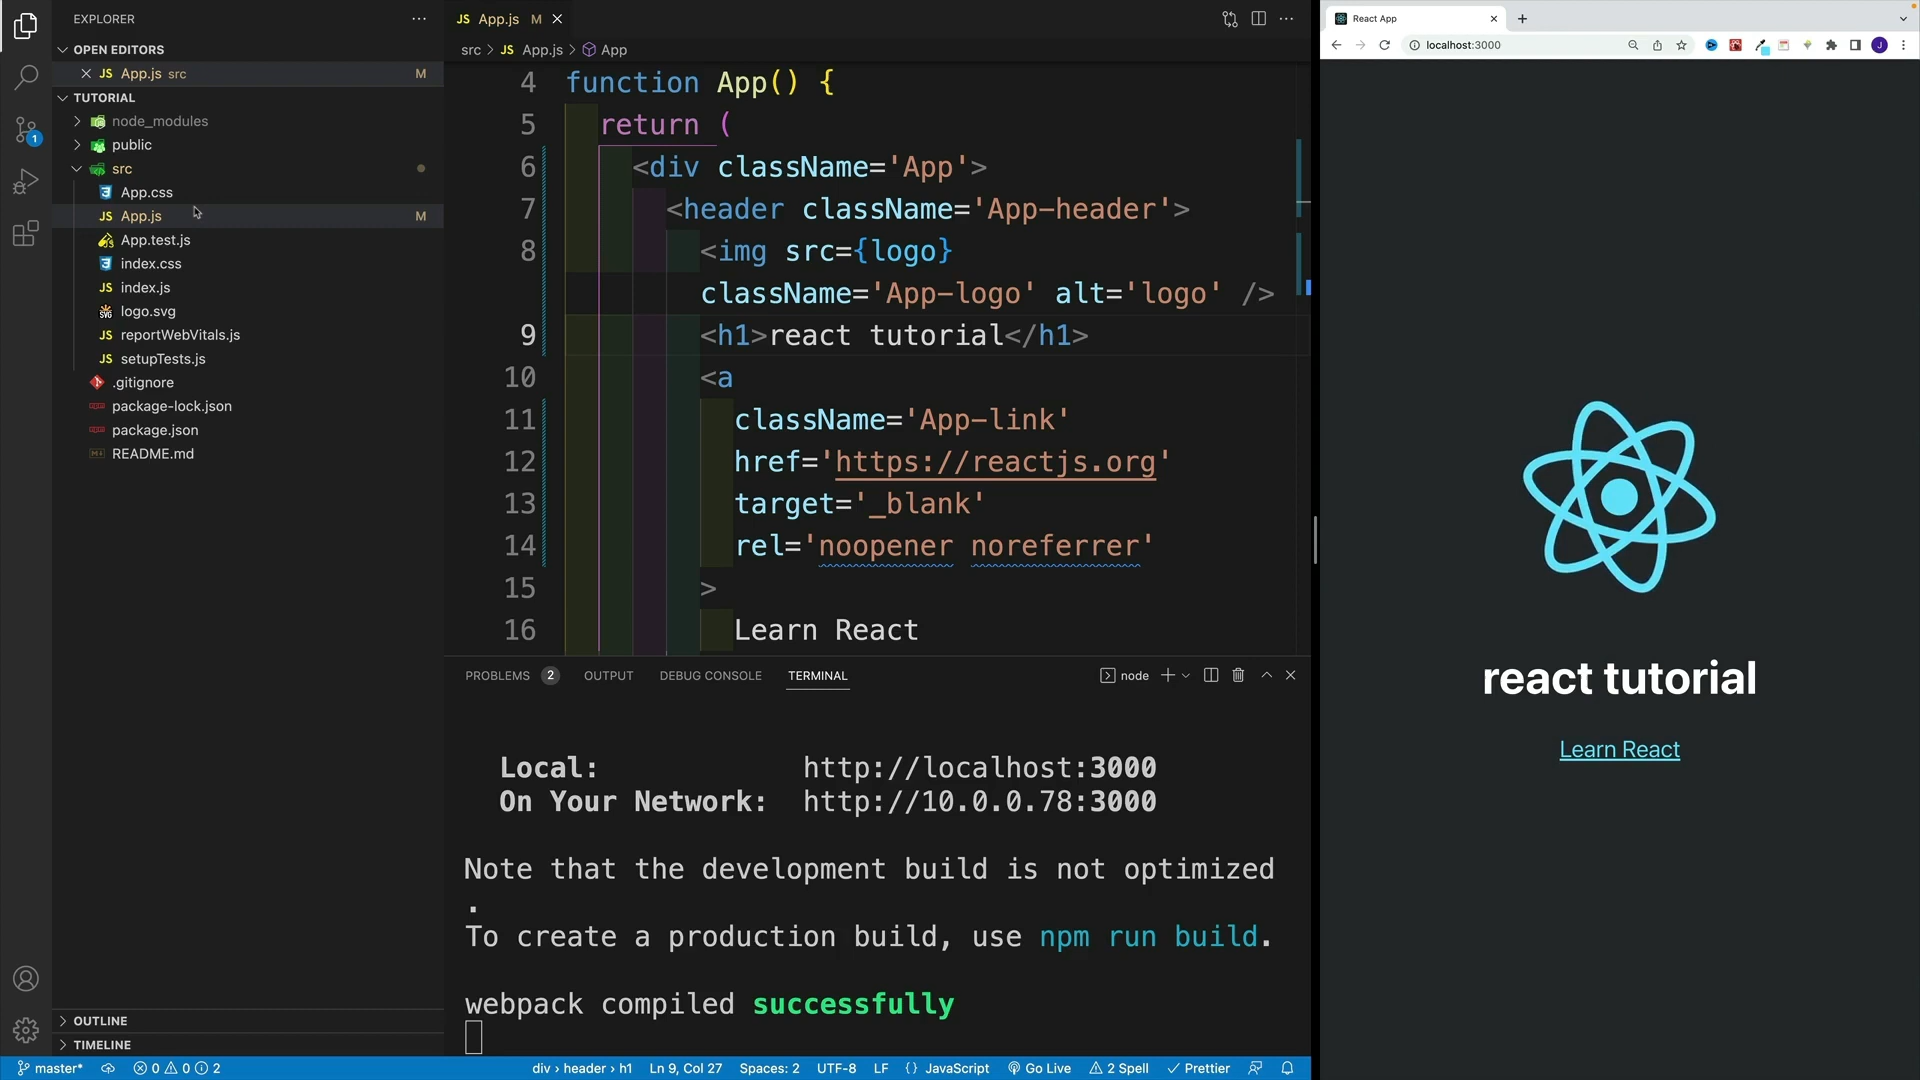 EXPLORER
OPEN EDITORS
App.js src M
TUTORIAL
node_modules
public
src
App.css
JS App.js M
App.test.js
index.css
JS index.js
logo.svg
JS reportWebVitals.js
JS setupTests.js
.gitignore
package-lock.json
package.json
README.md
OUTLINE
TIMELINE
1
JS App.js M
src > JS App.js > App
4 function App() {
5 return (
6 <div className='App'>
7 <header className='App-header'>
8 <img src={logo}
className='App-logo' alt='logo' />
9 <h1>react tutorial</h1>
10 <a
11 className='App-link'
12 href='https://reactjs.org'
13 target='_blank'
14 rel='noopener noreferrer'
15 >
16 Learn React
PROBLEMS 2 OUTPUT DEBUG CONSOLE TERMINAL node
Local: http://localhost:3000
On Your Network: http://10.0.0.78:3000
Note that the development build is not optimized
.
To create a production build, use npm run build.
webpack compiled successfully
master* 0 0 2 div › header › h1 Ln 9, Col 27 Spaces: 2 UTF-8 LF {} JavaScript Go Live 2 Spell Prettier
React App
localhost:3000
J
react tutorial
Learn React